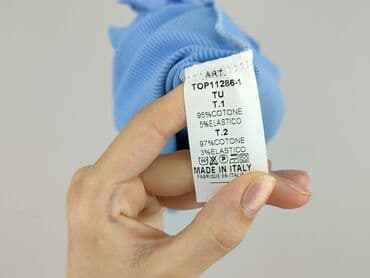 ART.
TOP11286-1
TU
T.1
95%COTONE
5%ELASTICO
T.2
97%COTONE
3%ELASTICO
MADE IN ITALY
FABRIQUE EN ITALIE